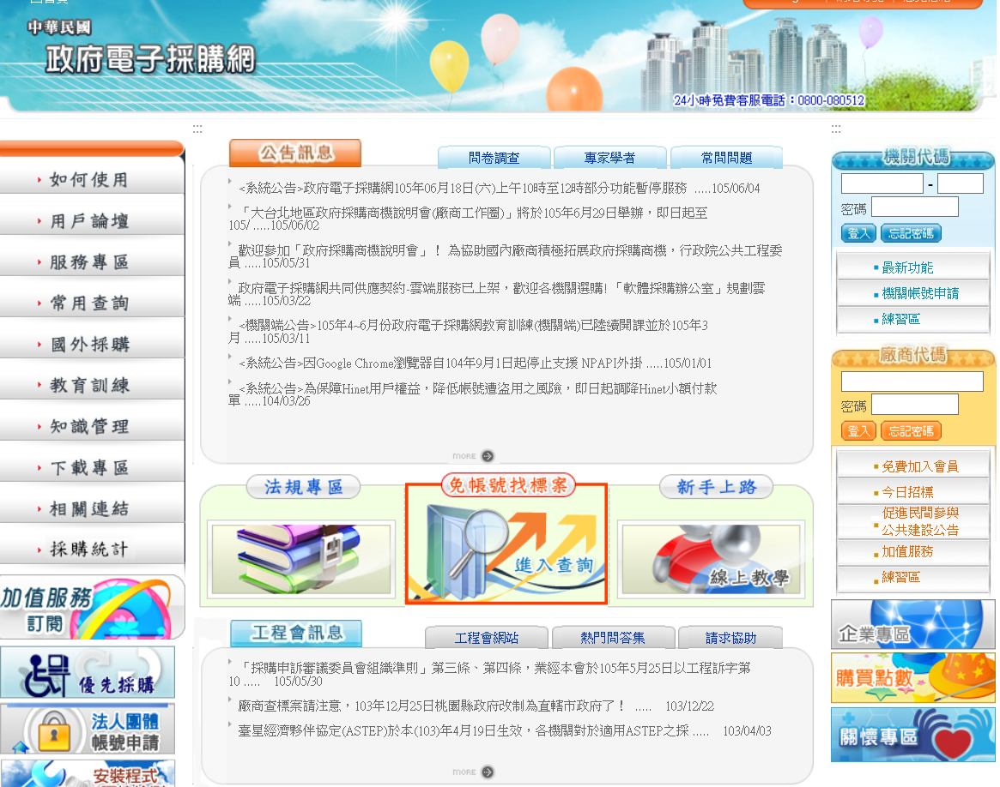 中華民國
政府電子採購網
24小時免費客服電話：0800-080512
:::
:::
如何使用
用戶論壇
服務專區
常用查詢
國外採購
教育訓練
知識管理
下載專區
相關連結
採購統計
加值服務
訂閱
優先採購
法人團體
帳號申請
安裝程式
公告訊息
問卷調查
專家學者
常問問題
<系統公告>政府電子採購網105年06月18日(六)上午10時至12時部分功能暫停服務 .....105/06/04
「大台北地區政府採購商機說明會(廠商工作圈)」將於105年6月29日舉辦，即日起至
105/ .....105/06/02
歡迎參加「政府採購商機說明會」！ 為協助國內廠商積極拓展政府採購商機，行政院公共工程委
員 .....105/05/31
政府電子採購網共同供應契約-雲端服務已上架，歡迎各機關選購! 「軟體採購辦公室」規劃雲
端 .....105/03/22
<機關端公告>105年4~6月份政府電子採購網教育訓練(機關端)已陸續開課並於105年3
月 .....105/03/11
<系統公告>因Google Chrome瀏覽器自104年9月1日起停止支援 NPAPI外掛 .....105/01/01
<系統公告>為保障Hinet用戶權益，降低帳號遭盜用之風險，即日起調降Hinet小額付款
單 .....104/03/26
MORE
法規專區
免帳號找標案
進入查詢
新手上路
線上教學
工程會訊息
工程會網站
熱門問答集
請求協助
「採購申訴審議委員會組織準則」第三條、第四條，業經本會於105年5月25日以工程訴字第
10 ..... 105/05/30
廠商查標案請注意，103年12月25日桃園縣政府改制為直轄市政府了！ ..... 103/12/22
臺星經濟夥伴協定(ASTEP)於本(103)年4月19日生效，各機關對於適用ASTEP之採 ..... 104/04/03
MORE
機關代碼
-
密碼
登入
忘記密碼
最新功能
機關帳號申請
練習區
廠商代碼
密碼
登入
忘記密碼
免費加入會員
今日招標
促進民間參與
公共建設公告
加值服務
練習區
企業專區
購買點數
關懷專區